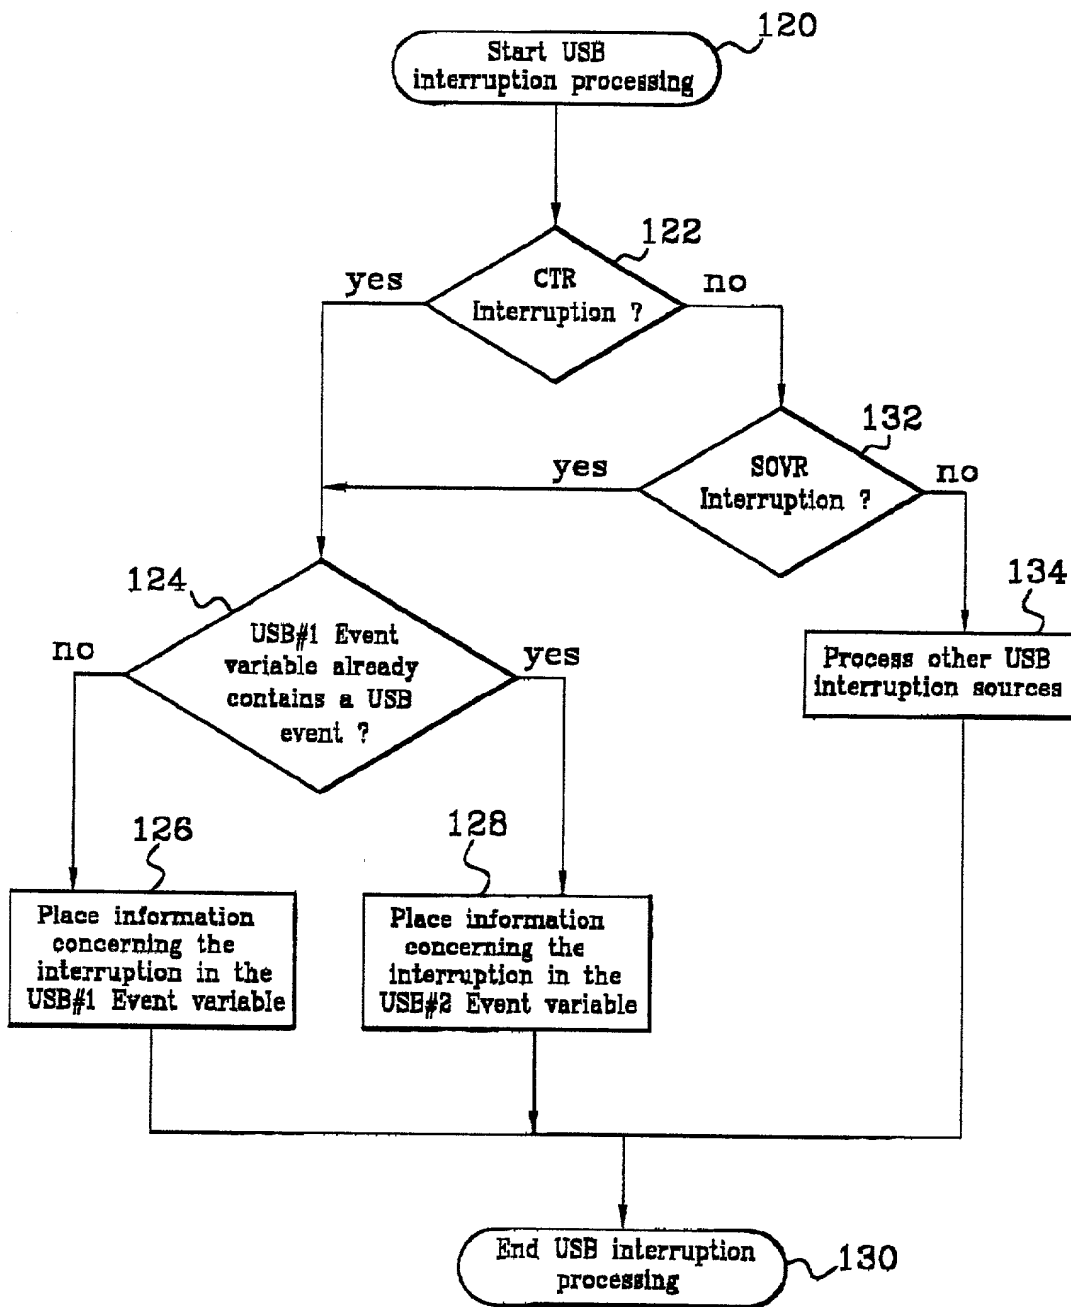 120
Start USB
interruption processing
122
yes
CTR
Interruption ?
no
132
yes
SOVR
Interruption ?
no
124
134
no
USB#1 Event
variable already
contains a USB
event ?
yes
Process other USB
interruption sources
126
128
Place information
concerning the
interruption in the
USB#1 Event variable
Place information
concerning the
interruption in the
USB#2 Event variable
End USB interruption
processing
130